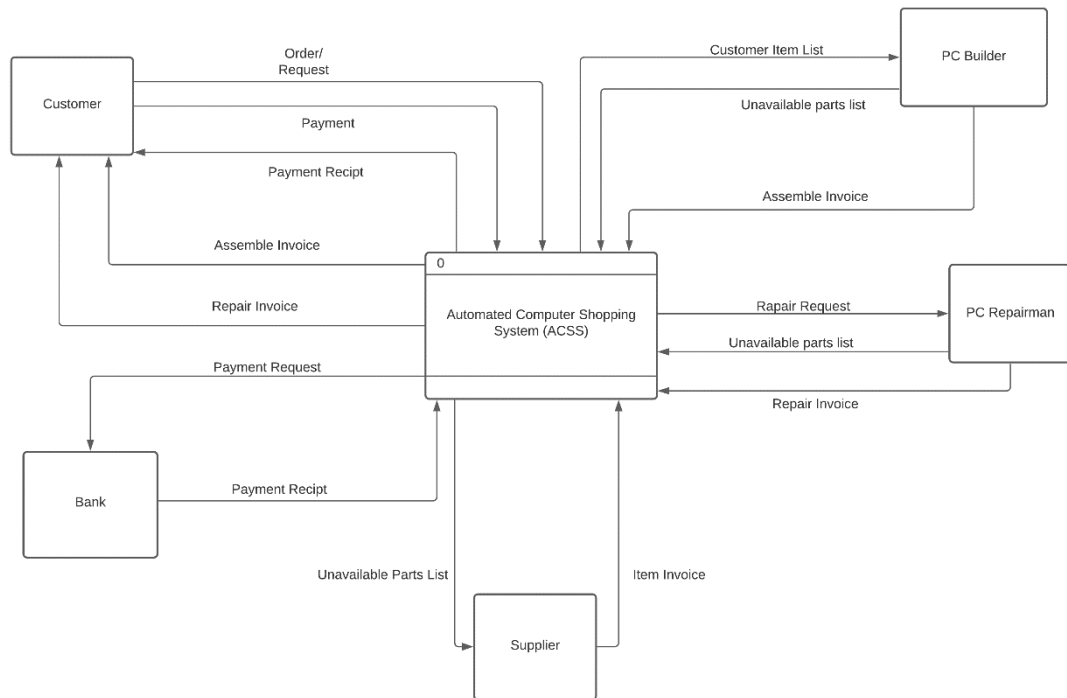 Order/
Request
Customer Item List
PC Builder
Customer
Unavailable parts list
Payment
Payment Recipt
Assemble Invoice
Assemble Invoice
0
Repair Invoice
Automated Computer Shopping
System (ACSS)
Rapair Request
PC Repairman
Unavailable parts list
Payment Request
Repair Invoice
Bank
Payment Recipt
Unavailable Parts List
Item Invoice
Supplier